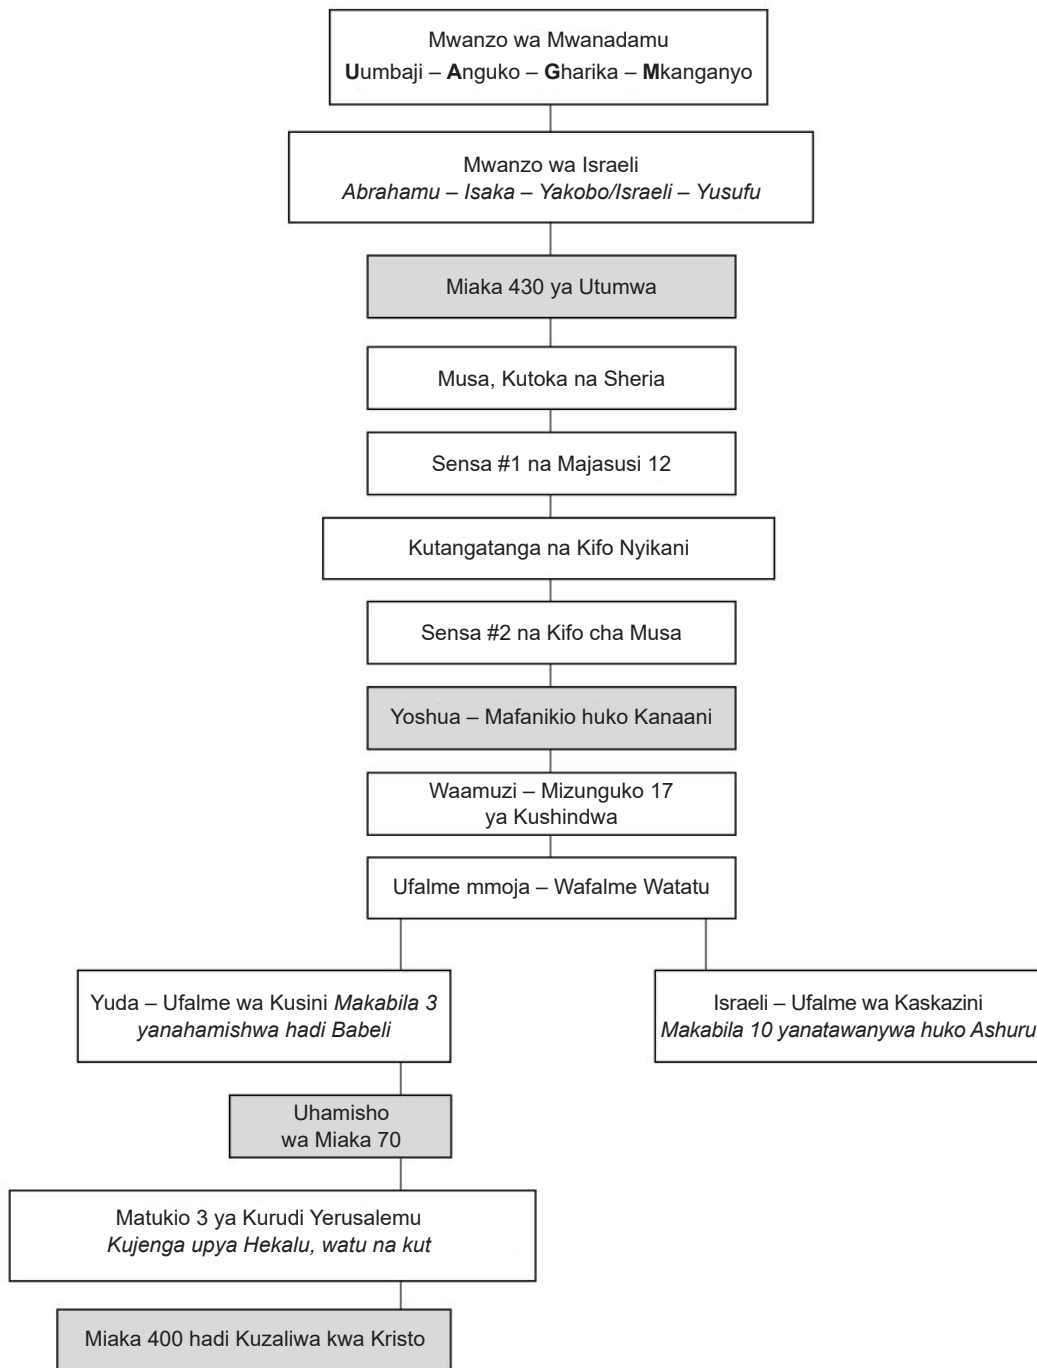 Mwanzo wa Mwanadamu
Uumbaji – Anguko – Gharika – Mkanganyo
Mwanzo wa Israeli
Abrahamu – Isaka – Yakobo/Israeli – Yusufu
Miaka 430 ya Utumwa
Musa, Kutoka na Sheria
Sensa #1 na Majasusi 12
Kutangatanga na Kifo Nyikani
Sensa #2 na Kifo cha Musa
Yoshua – Mafanikio huko Kanaani
Waamuzi – Mizunguko 17
ya Kushindwa
Ufalme mmoja – Wafalme Watatu
Yuda – Ufalme wa Kusini Makabila 3
yanahamishwa hadi Babeli
Israeli – Ufalme wa Kaskazini
Makabila 10 yanatawanywa huko Ashuru
Uhamisho
wa Miaka 70
Matukio 3 ya Kurudi Yerusalemu
Kujenga upya Hekalu, watu na kut
Miaka 400 hadi Kuzaliwa kwa Kristo